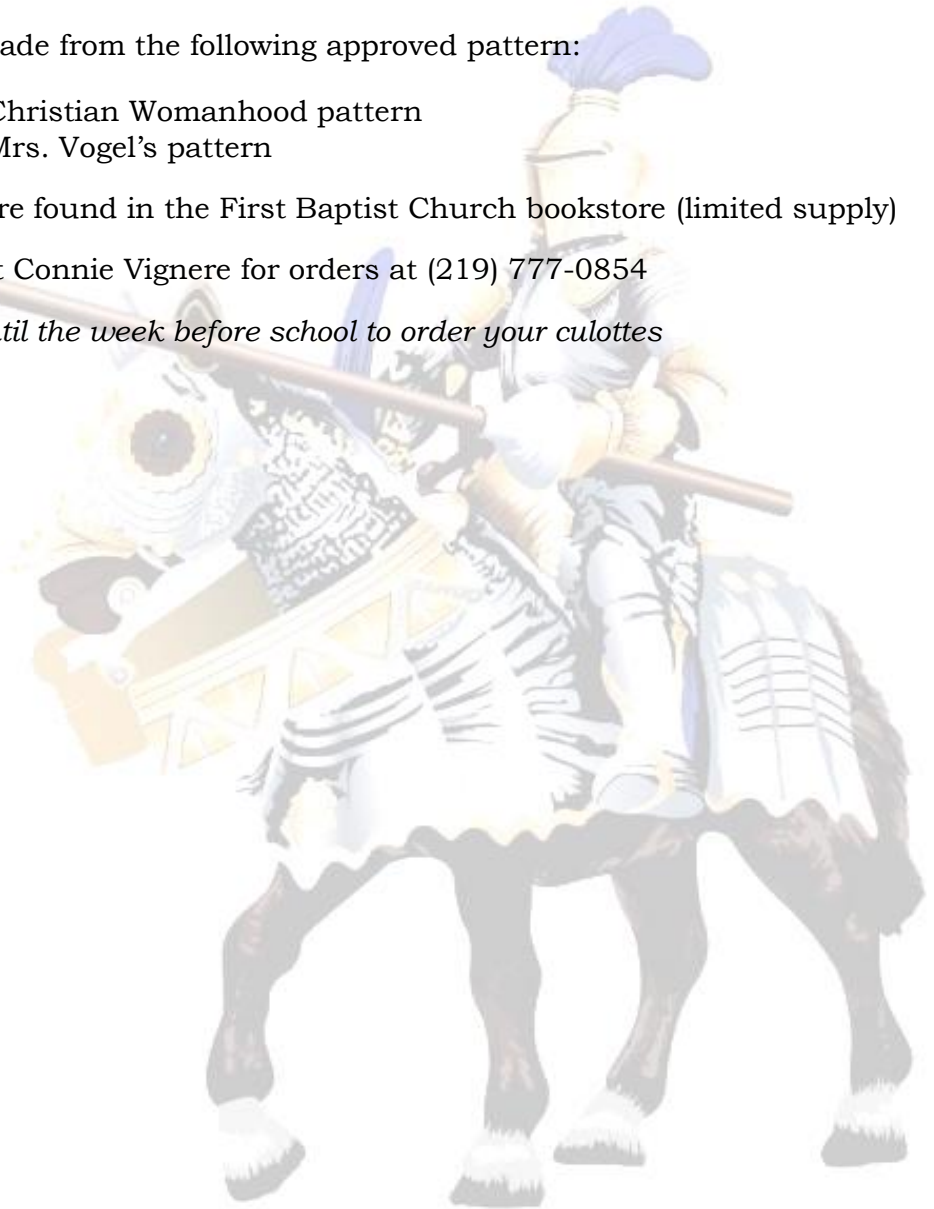 ade from the following approved pattern:
Christian Womanhood pattern
Mrs. Vogel's pattern
re found in the First Baptist Church bookstore (limited supply)
t Connie Vignere for orders at (219) 777-0854
til the week before school to order your culottes